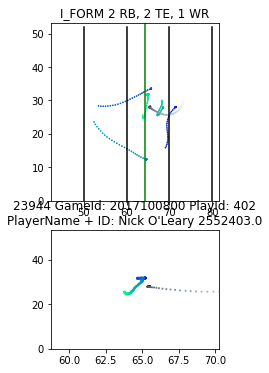 I_FORM 2 RB, 2 TE, 1 WR
50
40
30
20
10
0
50 60 70 80
23944 GameId: 2017100800 PlayId: 402
PlayerName + ID: Nick O'Leary 2552403.0
40
20
0
60.0 62.5 65.0 67.5 70.0